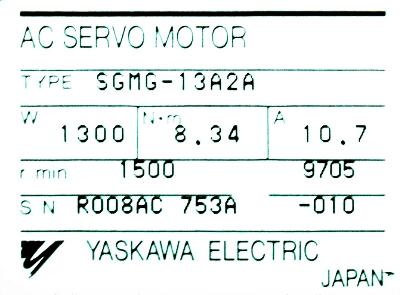 AC SERVO MOTOR
TYPE SGMG-13A2A
W 1300 N·m 8.34 A 10.7
r min 1500 9705
S N R008AC 753A -010
YASKAWA ELECTRIC
JAPAN